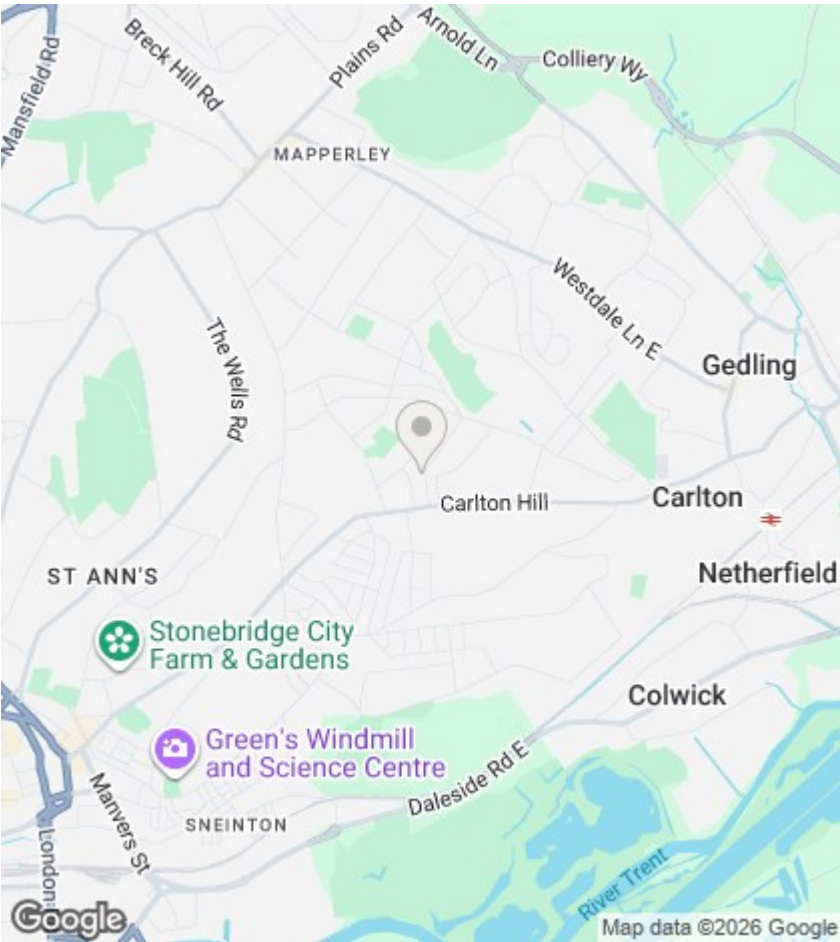 Arnold Ln
Breck Hill Rd
Plains Rd
Colliery Wy
Mansfield Rd
MAPPERLEY
Westdale Ln E
The Wells Rd
Gedling
Carlton Hill
Carlton
ST ANN'S
Netherfield
Stonebridge City
Farm & Gardens
Colwick
Green's Windmill
and Science Centre
Daleside Rd E
Manvers St
SNEINTON
London
River Trent
Google
Map data ©2026 Google